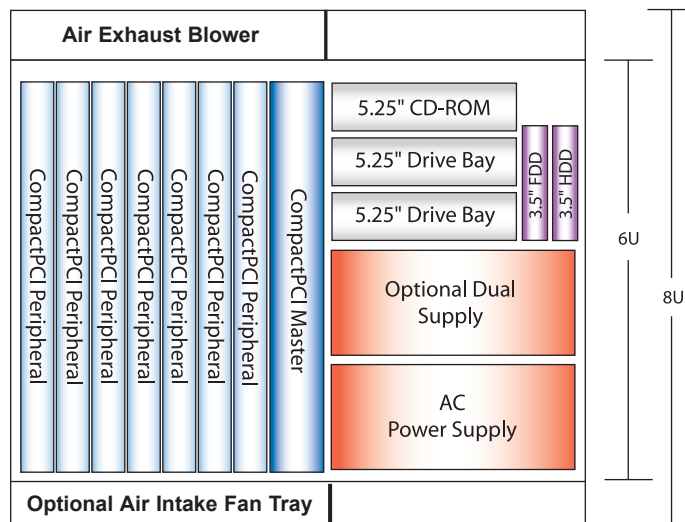 Air Exhaust Blower
CompactPCI Peripheral
CompactPCI Peripheral
CompactPCI Peripheral
CompactPCI Peripheral
CompactPCI Peripheral
CompactPCI Peripheral
CompactPCI Peripheral
CompactPCI Master
5.25" CD-ROM
5.25" Drive Bay
5.25" Drive Bay
3.5" FDD
3.5" HDD
Optional Dual
Supply
AC
Power Supply
6U
8U
Optional Air Intake Fan Tray